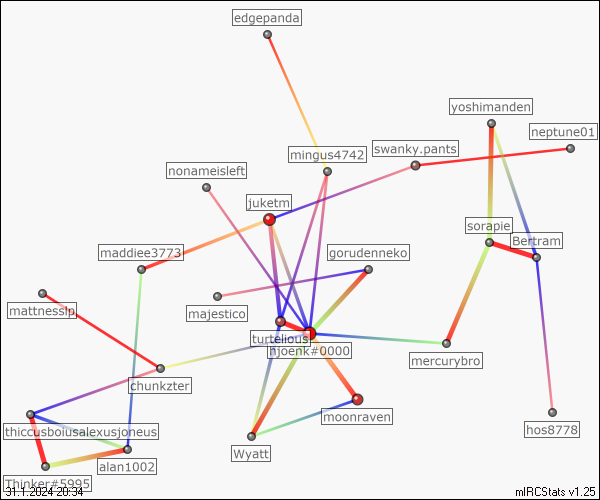 edgepanda
yoshimanden
neptune01
swanky.pants
mingus4742
nonameisleft
juketm
sorapie
Bertram
maddiee3773
gorudenneko
mattnesslp
majestico
turtelious
njoenk#0000
mercurybro
chunkzter
moonraven
thiccusboiusalexusjoneus
hos8778
Wyatt
alan1002
Thinker#5995
31.1.2024 20:34
mIRCStats v1.25